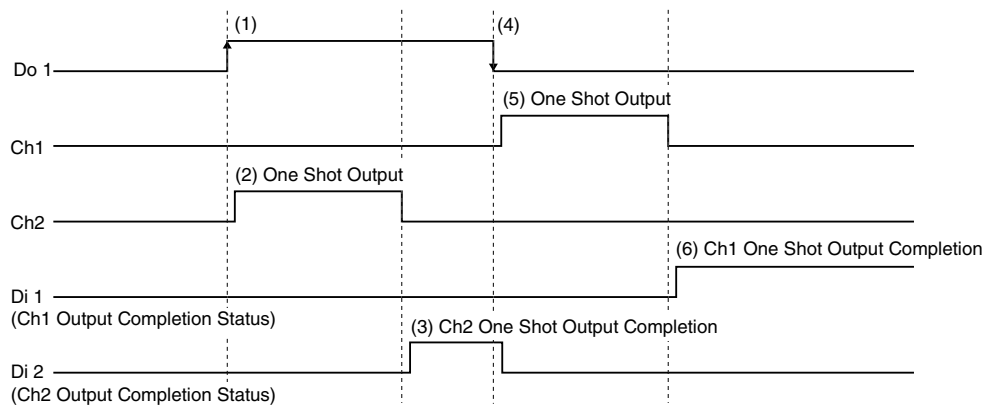 (1)
(4)
Do 1
(5) One Shot Output
Ch1
(2) One Shot Output
Ch2
(6) Ch1 One Shot Output Completion
Di 1
(Ch1 Output Completion Status)
(3) Ch2 One Shot Output Completion
Di 2
(Ch2 Output Completion Status)